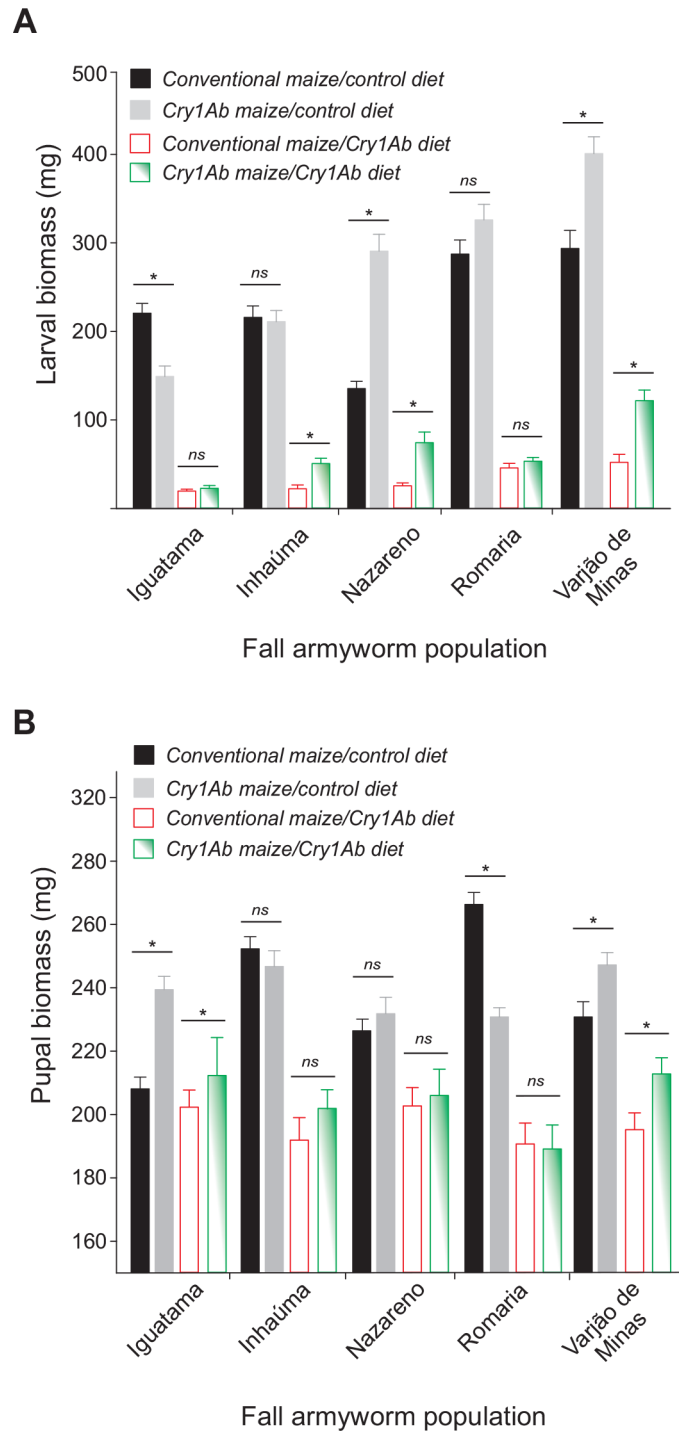 A
500
400
300
200
100
Larval biomass (mg)
Conventional maize/control diet
Cry1Ab maize/control diet
Conventional maize/Cry1Ab diet
Cry1Ab maize/Cry1Ab diet
*
ns
ns
*
*
*
ns
ns
*
*
Iguatama
Inhaúma
Nazareno
Romaria
Varjão de
Minas
Fall armyworm population
B
320
300
280
260
240
220
200
180
160
Pupal biomass (mg)
Conventional maize/control diet
Cry1Ab maize/control diet
Conventional maize/Cry1Ab diet
Cry1Ab maize/Cry1Ab diet
*
*
ns
ns
ns
ns
*
ns
*
*
Iguatama
Inhaúma
Nazareno
Romaria
Varjão de
Minas
Fall armyworm population